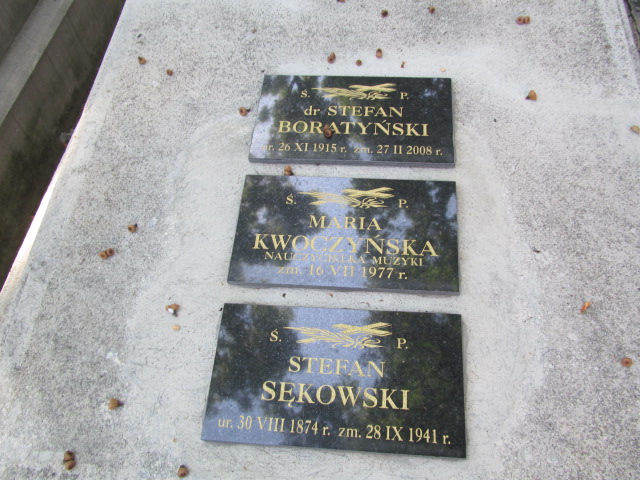 Ś. P.
dr STEFAN
BORATYŃSKI
ur. 26 XI 1915 r. zm. 27 II 2008 r.
Ś. P.
MARIA
KWOCZYŃSKA
NAUCZYCIELKA MUZYKI
zm. 16 VII 1977 r.
Ś. P.
STEFAN
SĘKOWSKI
ur. 30 VIII 1874 r. zm. 28 IX 1941 r.